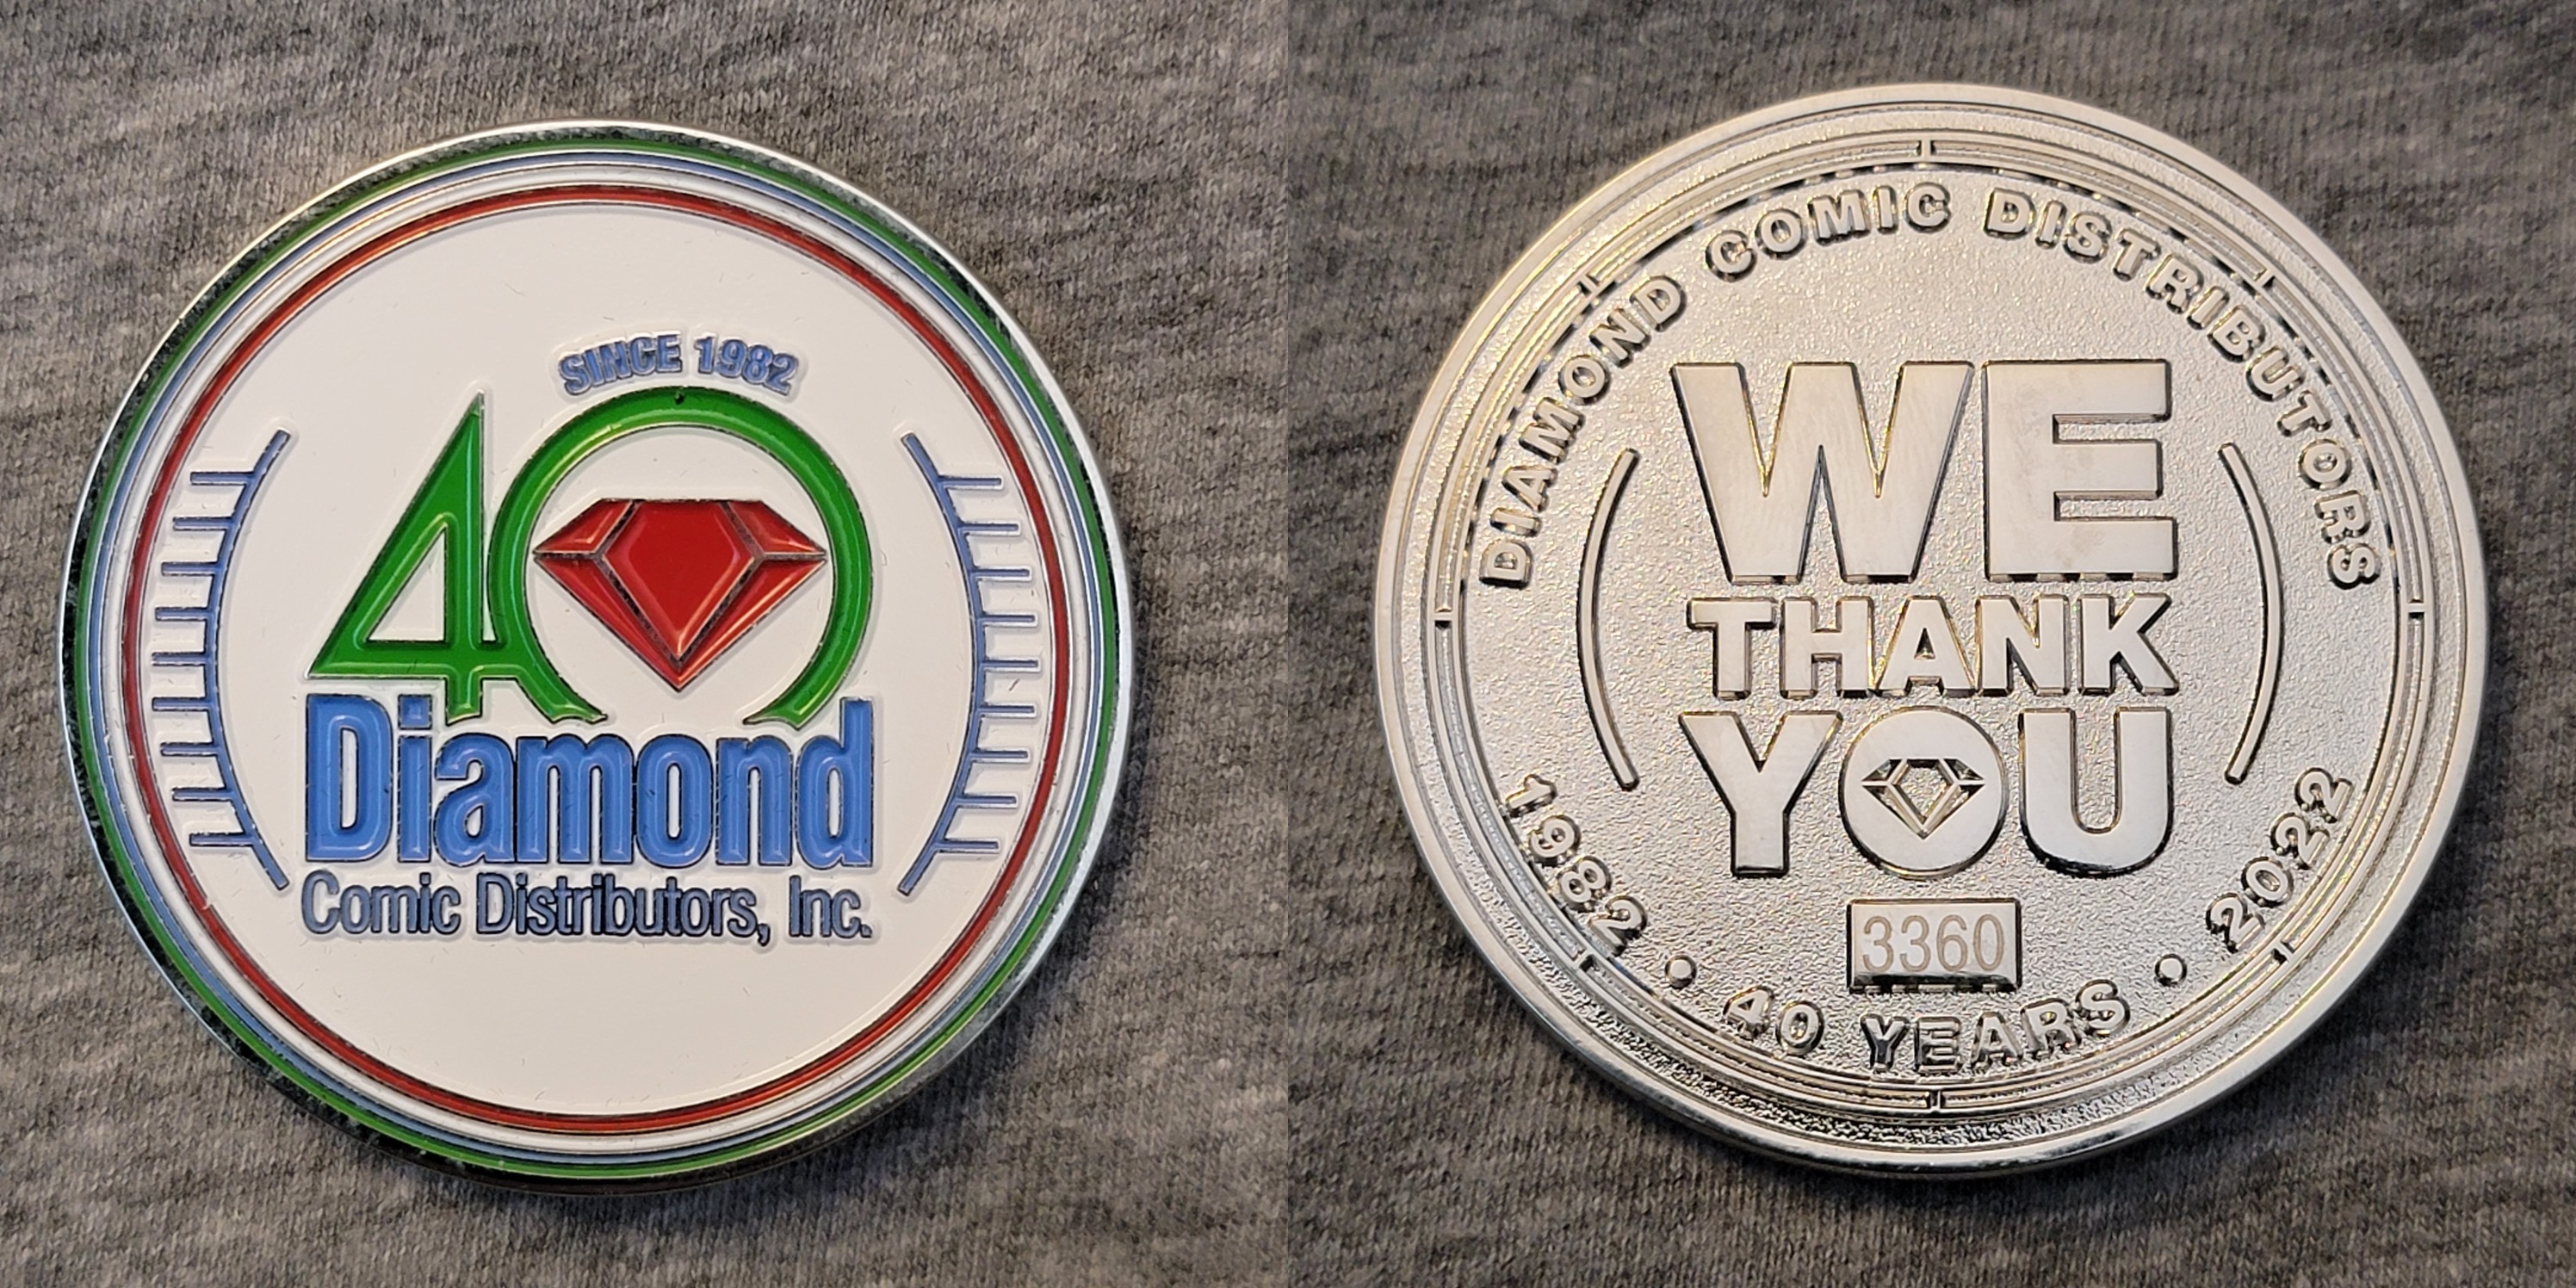 SINCE 1982
40
Diamond
Comic Distributors, Inc.
DIAMOND COMIC DISTRIBUTORS
WE
THANK
YOU
3360
1982 • 40 YEARS • 2022